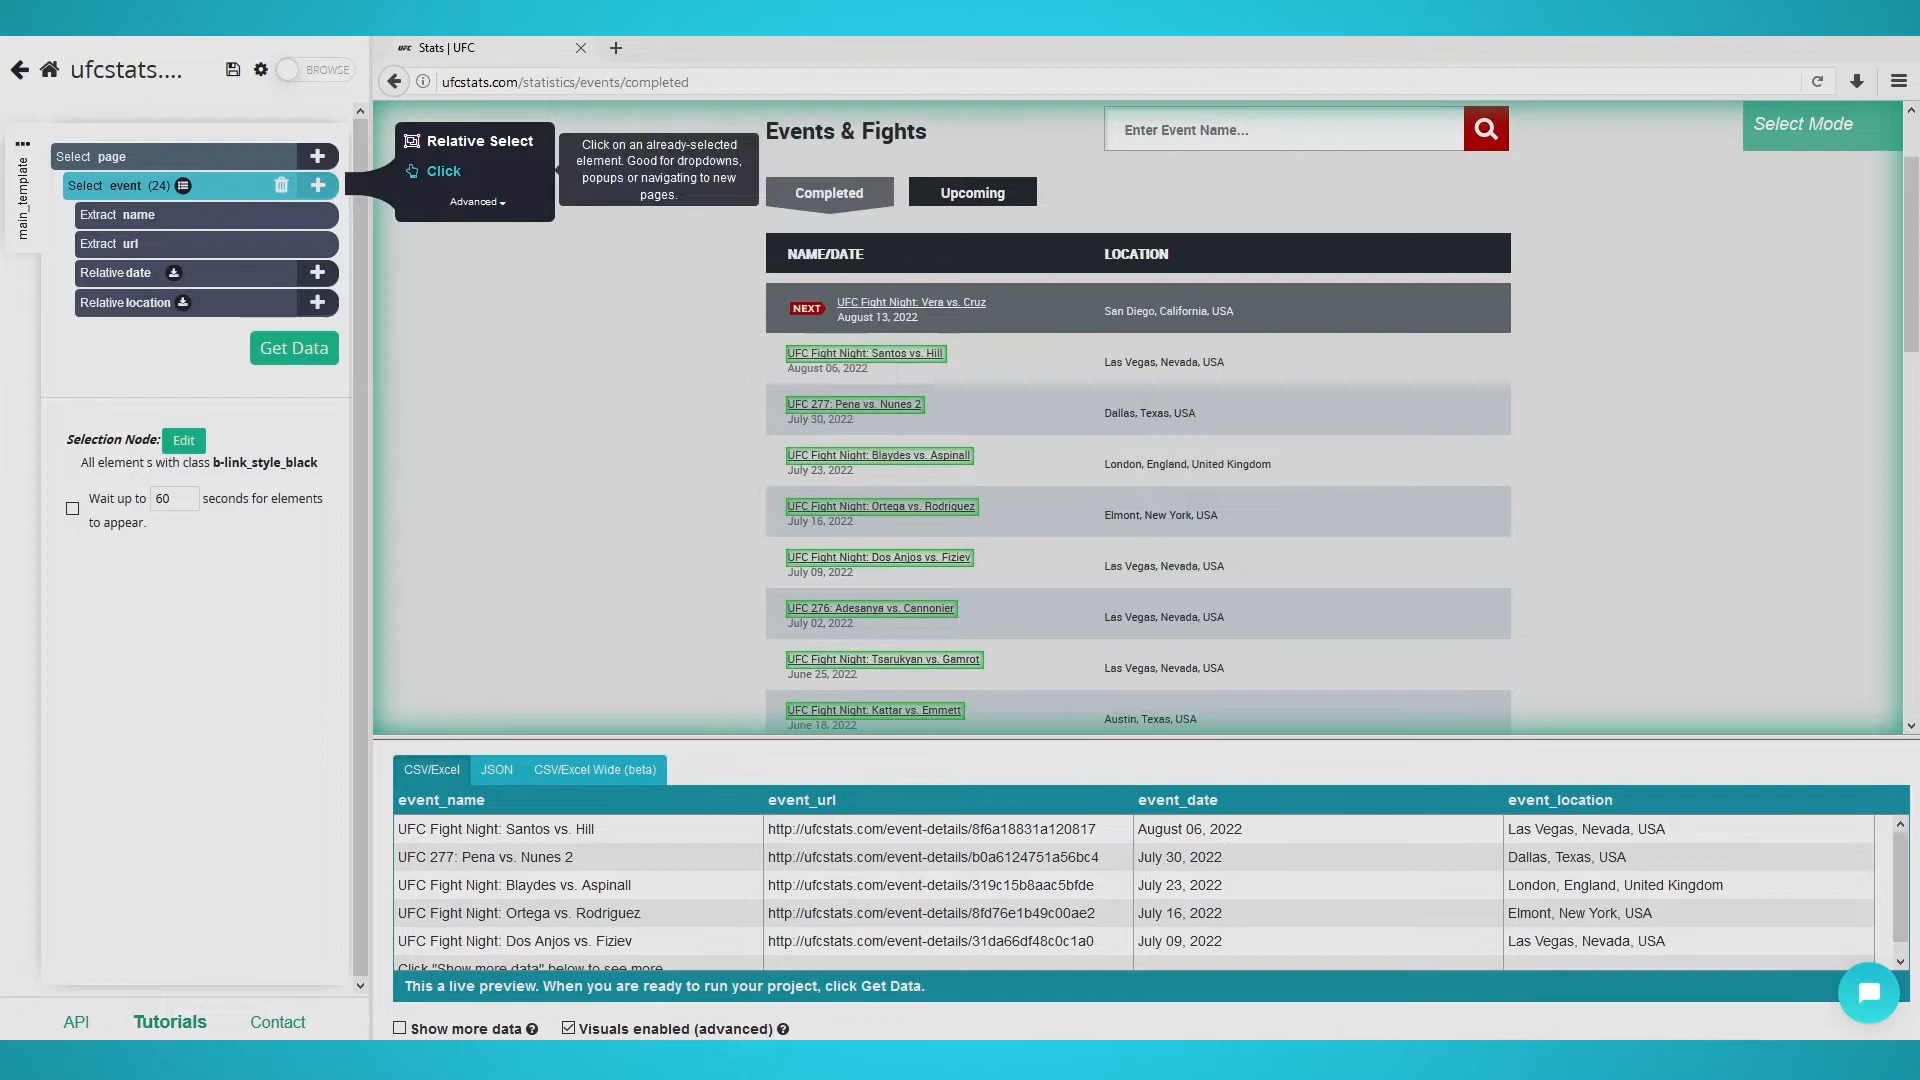 ufcstats....
BROWSE
main_template
Select page
Select event (24)
Extract name
Extract url
Relative date
Relative location
Get Data
Selection Node: Edit
All element s with class b-link_style_black
Wait up to 60 seconds for elements
to appear.
API Tutorials Contact
UFC Stats | UFC
ufcstats.com/statistics/events/completed
Relative Select
Click
Advanced
Click on an already-selected
element. Good for dropdowns,
popups or navigating to new
pages.
Select Mode
Events & Fights
Enter Event Name...
Completed Upcoming
NAME/DATE LOCATION
NEXT
UFC Fight Night: Vera vs. Cruz
August 13, 2022
San Diego, California, USA
UFC Fight Night: Santos vs. Hill
August 06, 2022
Las Vegas, Nevada, USA
UFC 277: Pena vs. Nunes 2
July 30, 2022
Dallas, Texas, USA
UFC Fight Night: Blaydes vs. Aspinall
July 23, 2022
London, England, United Kingdom
UFC Fight Night: Ortega vs. Rodriguez
July 16, 2022
Elmont, New York, USA
UFC Fight Night: Dos Anjos vs. Fiziev
July 09, 2022
Las Vegas, Nevada, USA
UFC 276: Adesanya vs. Cannonier
July 02, 2022
Las Vegas, Nevada, USA
UFC Fight Night: Tsarukyan vs. Gamrot
June 25, 2022
Las Vegas, Nevada, USA
UFC Fight Night: Kattar vs. Emmett
June 18, 2022
Austin, Texas, USA
CSV/Excel JSON CSV/Excel Wide (beta)
event_name event_url event_date event_location
UFC Fight Night: Santos vs. Hill http://ufcstats.com/event-details/8f6a18831a120817 August 06, 2022 Las Vegas, Nevada, USA
UFC 277: Pena vs. Nunes 2 http://ufcstats.com/event-details/b0a6124751a56bc4 July 30, 2022 Dallas, Texas, USA
UFC Fight Night: Blaydes vs. Aspinall http://ufcstats.com/event-details/319c15b8aac5bfde July 23, 2022 London, England, United Kingdom
UFC Fight Night: Ortega vs. Rodriguez http://ufcstats.com/event-details/8fd76e1b49c00ae2 July 16, 2022 Elmont, New York, USA
UFC Fight Night: Dos Anjos vs. Fiziev http://ufcstats.com/event-details/31da66df48c0c1a0 July 09, 2022 Las Vegas, Nevada, USA
Click "Show more data" below to see more
This a live preview. When you are ready to run your project, click Get Data.
Show more data Visuals enabled (advanced)